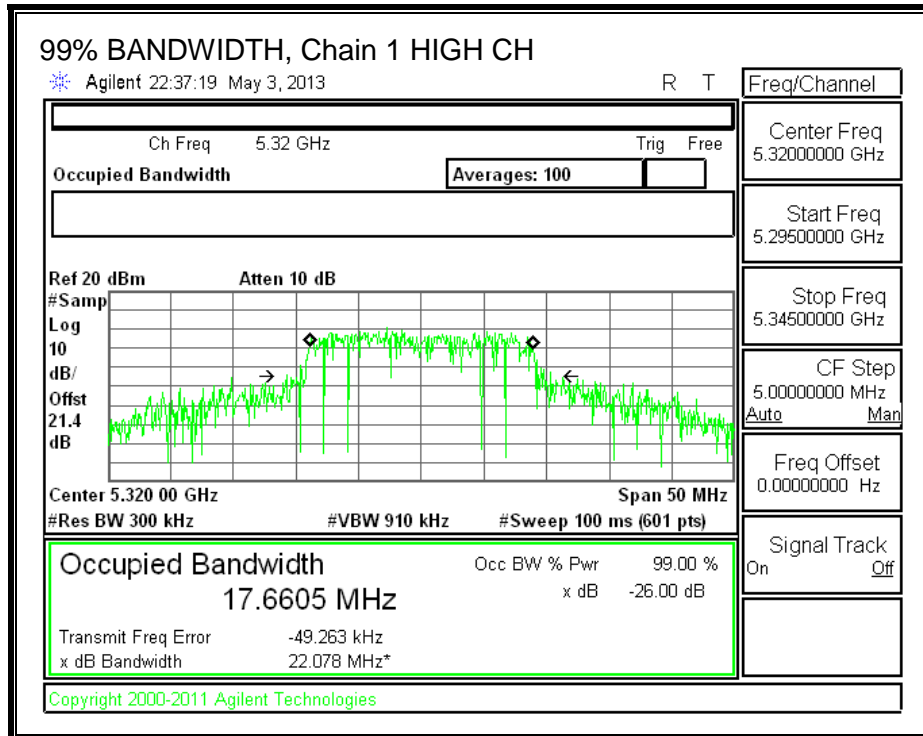 99% BANDWIDTH, Chain 1 HIGH CH
Agilent 22:37:19 May 3, 2013 R T
Ch Freq 5.32 GHz Trig Free
Occupied Bandwidth Averages: 100
Ref 20 dBm Atten 10 dB
#Samp
Log
10
dB/
Offst
21.4
dB
Center 5.320 00 GHz Span 50 MHz
#Res BW 300 kHz #VBW 910 kHz #Sweep 100 ms (601 pts)
Occupied Bandwidth Occ BW % Pwr 99.00 %
17.6605 MHz x dB -26.00 dB
Transmit Freq Error -49.263 kHz
x dB Bandwidth 22.078 MHz*
Copyright 2000-2011 Agilent Technologies
Freq/Channel
Center Freq
5.32000000 GHz
Start Freq
5.29500000 GHz
Stop Freq
5.34500000 GHz
CF Step
5.00000000 MHz
Auto Man
Freq Offset
0.00000000 Hz
Signal Track
On Off